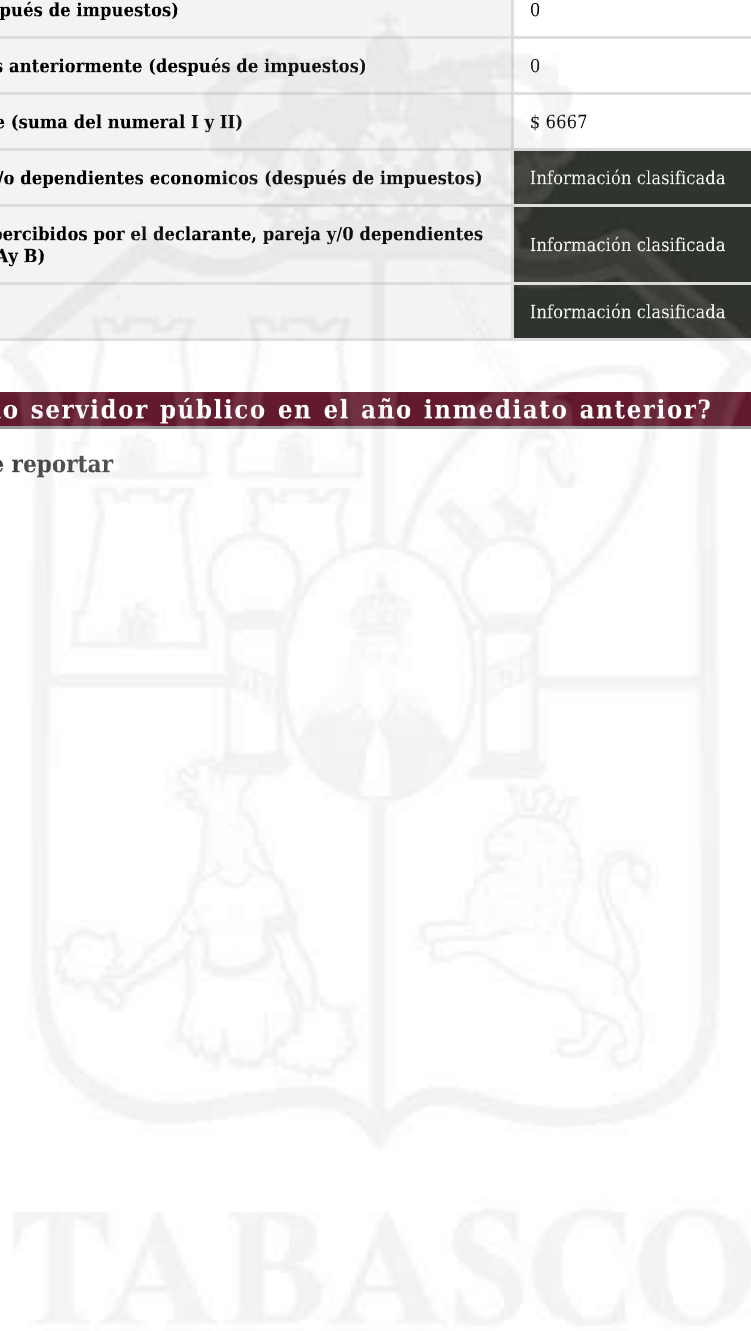 pués de impuestos)
0
s anteriormente (después de impuestos)
0
e (suma del numeral I y II)
$ 6667
/o dependientes economicos (después de impuestos)
Información clasificada
percibidos por el declarante, pareja y/0 dependientes
Ay B)
Información clasificada
Información clasificada
o servidor público en el año inmediato anterior?
e reportar
TABASCO